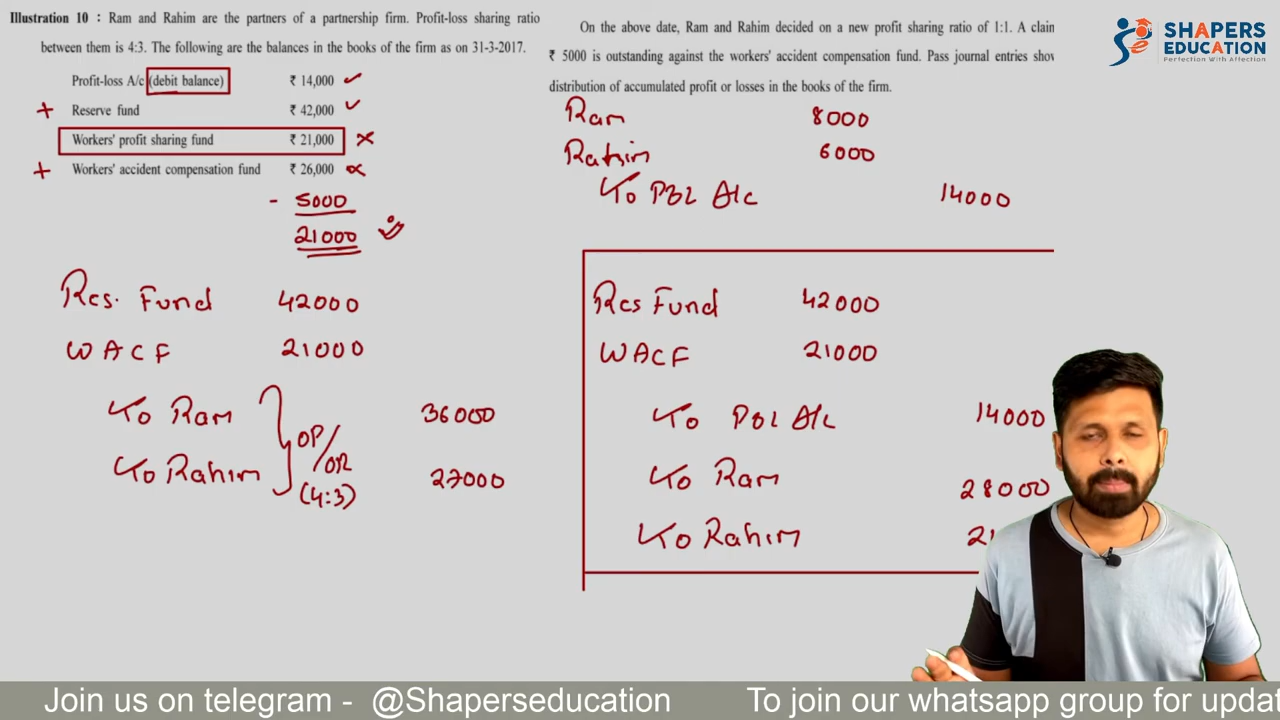 Illustration 10 : Ram and Rahim are the partners of a partnership firm. Profit-loss sharing ratio
between them is 4:3. The following are the balances in the books of the firm as on 31-3-2017.
Profit-loss A/c (debit balance) ₹ 14,000
+ Reserve fund ₹ 42,000
Workers' profit sharing fund ₹ 21,000
+ Workers' accident compensation fund ₹ 26,000
- 5000
21000
Res. Fund 42000
WACF 21000
To Ram 36000
To Rahim 27000
OP/
OR
(4:3)
On the above date, Ram and Rahim decided on a new profit sharing ratio of 1:1. A claim
₹ 5000 is outstanding against the workers' accident compensation fund. Pass journal entries show
distribution of accumulated profit or losses in the books of the firm.
Ram 8000
Rahim 6000
To P&L A/c 14000
Res Fund 42000
WACF 21000
To P&L A/c 14000
To Ram 28000
To Rahim 21
SHAPERS
EDUCATION
Perfection With Affection
Join us on telegram - @Shaperseducation To join our whatsapp group for updat